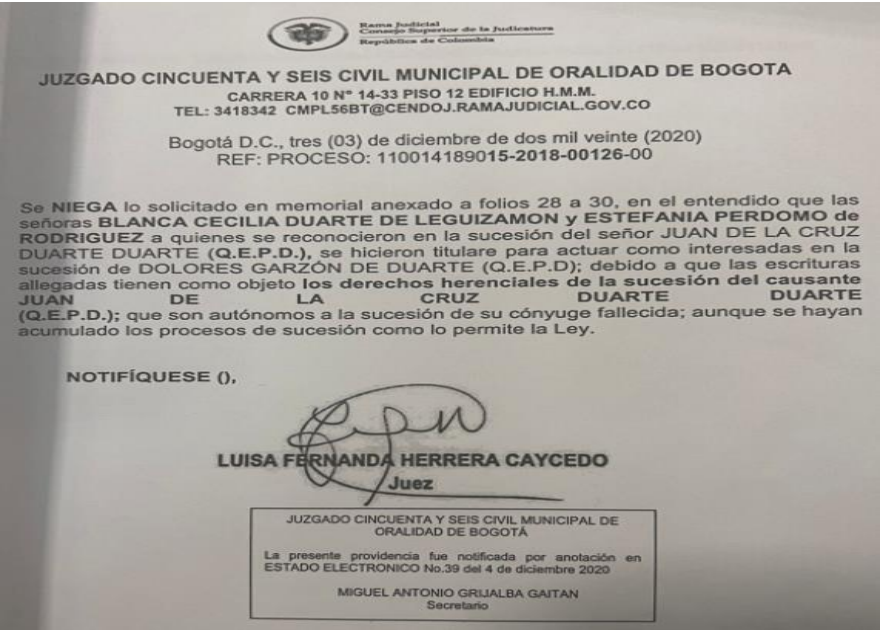 Rama Judicial
Consejo Superior de la Judicatura
República de Colombia
JUZGADO CINCUENTA Y SEIS CIVIL MUNICIPAL DE ORALIDAD DE BOGOTA
CARRERA 10 N° 14-33 PISO 12 EDIFICIO H.M.M.
TEL: 3418342 CMPL56BT@CENDOJ.RAMAJUDICIAL.GOV.CO
Bogotá D.C., tres (03) de diciembre de dos mil veinte (2020)
REF: PROCESO: 110014189015-2018-00126-00
Se NIEGA lo solicitado en memorial anexado a folios 28 a 30, en el entendido que las
señoras BLANCA CECILIA DUARTE DE LEGUIZAMON y ESTEFANIA PERDOMO de
RODRIGUEZ a quienes se reconocieron en la sucesión del señor JUAN DE LA CRUZ
DUARTE DUARTE (Q.E.P.D.), se hicieron titulare para actuar como interesadas en la
sucesión de DOLORES GARZÓN DE DUARTE (Q.E.P.D); debido a que las escrituras
allegadas tienen como objeto los derechos herenciales de la sucesión del causante
JUAN DE LA CRUZ DUARTE DUARTE
(Q.E.P.D.); que son autónomos a la sucesión de su cónyuge fallecida; aunque se hayan
acumulado los procesos de sucesión como lo permite la Ley.
NOTIFÍQUESE (),
LUISA FERNANDA HERRERA CAYCEDO
Juez
JUZGADO CINCUENTA Y SEIS CIVIL MUNICIPAL DE
ORALIDAD DE BOGOTÁ
La presente providencia fue notificada por anotación en
ESTADO ELECTRONICO No.39 del 4 de diciembre 2020
MIGUEL ANTONIO GRIJALBA GAITAN
Secretario